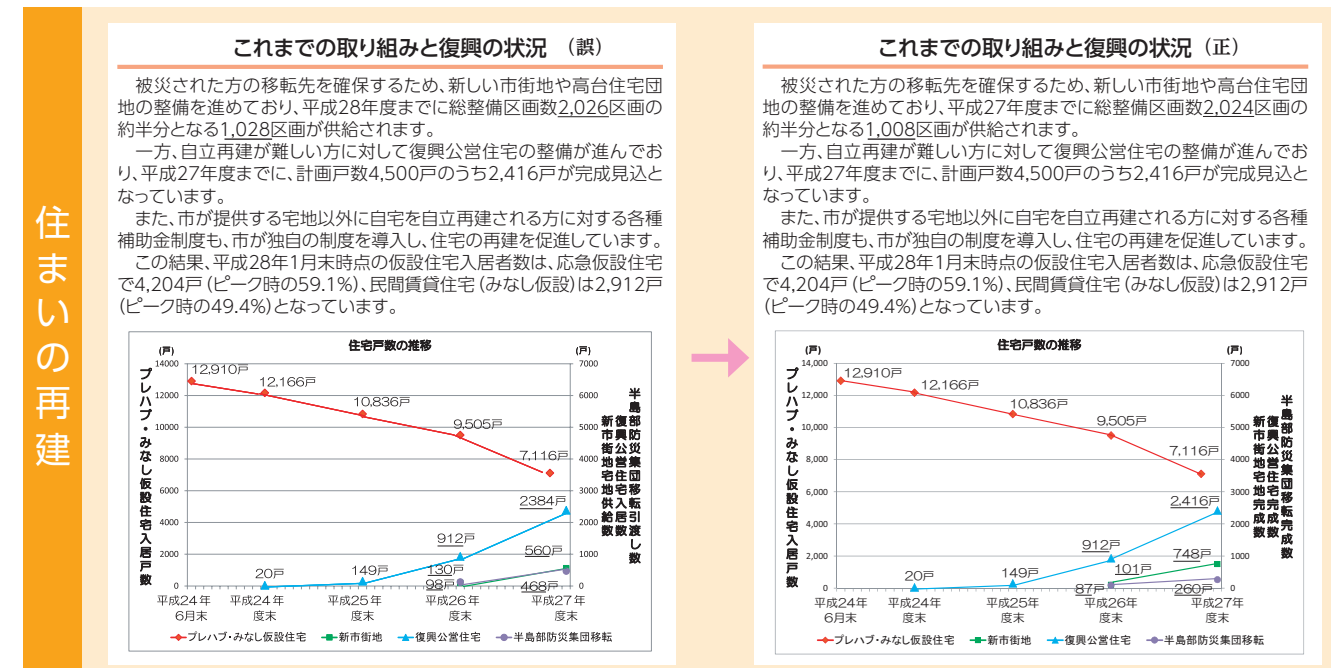 住まいの再建
これまでの取り組みと復興の状況 （誤）
被災された方の移転先を確保するため、新しい市街地や高台住宅団
地の整備を進めており、平成28年度までに総整備区画数2,026区画の
約半分となる1,028区画が供給されます。
一方、自立再建が難しい方に対して復興公営住宅の整備が進んでお
り、平成27年度までに、計画戸数4,500戸のうち2,416戸が完成見込と
なっています。
また、市が提供する宅地以外に自宅を自立再建される方に対する各種
補助金制度も、市が独自の制度を導入し、住宅の再建を促進しています。
この結果、平成28年1月末時点の仮設住宅入居者数は、応急仮設住宅
で4,204戸（ピーク時の59.1%）、民間賃貸住宅（みなし仮設）は2,912戸
（ピーク時の49.4%）となっています。
住宅戸数の推移
(戸)
(戸)
14000
12000
10000
8000
6000
4000
2000
0
7000
6000
5000
4000
3000
2000
1000
0
プレハブ・みなし仮設住宅入居戸数
半島部防災集団移転引渡し数
復興公営住宅入居数
新市街地宅地供給数
12,910戸
12,166戸
10,836戸
9,505戸
7,116戸
2384戸
912戸
560戸
130戸
149戸
20戸
98戸
468戸
平成24年
6月末
平成24年
度末
平成25年
度末
平成26年
度末
平成27年
度末
プレハブ・みなし仮設住宅
新市街地
復興公営住宅
半島部防災集団移転
これまでの取り組みと復興の状況（正）
被災された方の移転先を確保するため、新しい市街地や高台住宅団
地の整備を進めており、平成27年度までに総整備区画数2,024区画の
約半分となる1,008区画が供給されます。
一方、自立再建が難しい方に対して復興公営住宅の整備が進んでお
り、平成27年度までに、計画戸数4,500戸のうち2,416戸が完成見込と
なっています。
また、市が提供する宅地以外に自宅を自立再建される方に対する各種
補助金制度も、市が独自の制度を導入し、住宅の再建を促進しています。
この結果、平成28年1月末時点の仮設住宅入居者数は、応急仮設住宅
で4,204戸（ピーク時の59.1%）、民間賃貸住宅（みなし仮設）は2,912戸
（ピーク時の49.4%）となっています。
住宅戸数の推移
(戸)
(戸)
14,000
12,000
10,000
8,000
6,000
4,000
2,000
0
7000
6000
5000
4000
3000
2000
1000
0
プレハブ・みなし仮設住宅入居戸数
半島部防災集団移転完成数
復興公営住宅完成数
新市街地宅地完成数
12,910戸
12,166戸
10,836戸
9,505戸
7,116戸
2,416戸
912戸
748戸
101戸
149戸
20戸
87戸
260戸
平成24年
6月末
平成24年
度末
平成25年
度末
平成26年
度末
平成27年
度末
プレハブ・みなし仮設住宅
新市街地
復興公営住宅
半島部防災集団移転